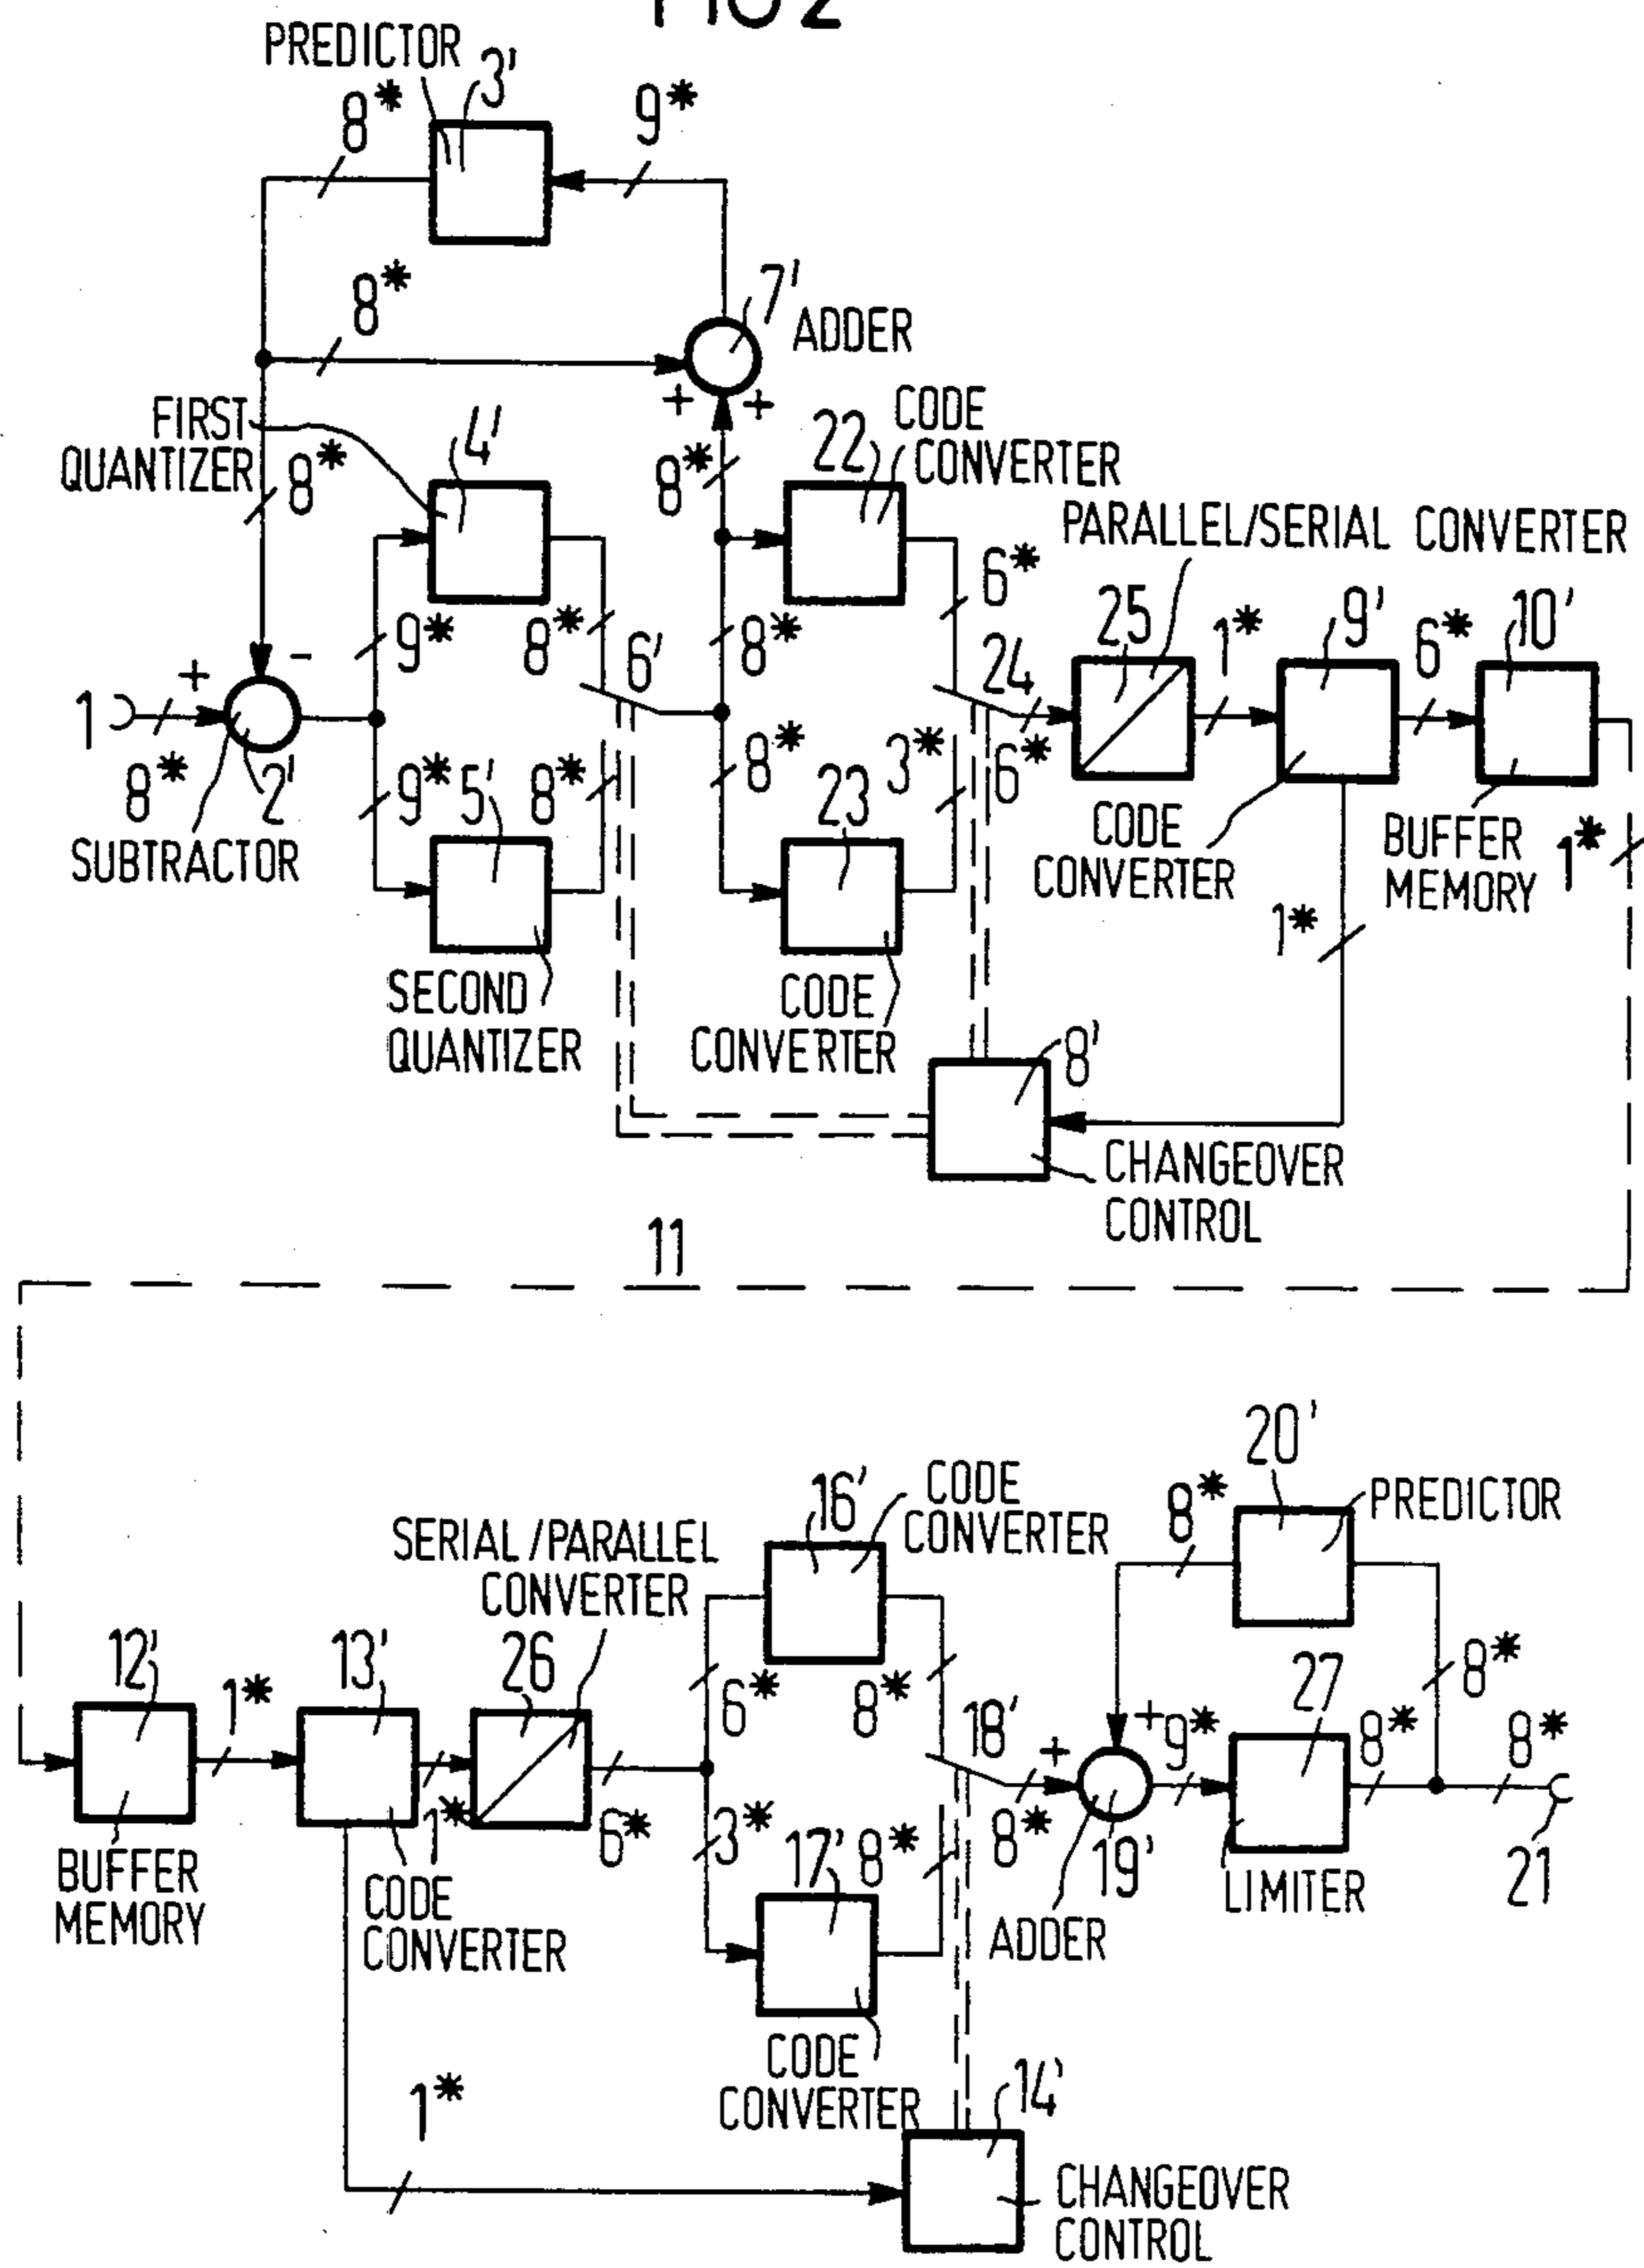 FIG 2
PREDICTOR
3'
8*
9*
8*
7'
ADDER
FIRST
QUANTIZER
8*
4'
8*
22
CODE
CONVERTER
PARALLEL/SERIAL CONVERTER
9*
8*
6'
8*
6*
24
25
1*
9'
6*
10'
+
-
+
+
1
8*
2'
SUBTRACTOR
9*
5'
8*
8*
23
3*
6*
CODE
CONVERTER
BUFFER
MEMORY
1*
1*
SECOND
QUANTIZER
CODE
CONVERTER
8'
CHANGEOVER
CONTROL
11
20'
8*
PREDICTOR
16'
CODE
CONVERTER
SERIAL/PARALLEL
CONVERTER
12'
1*
13'
26
6*
8*
18'
+
+
9*
27
8*
8*
8*
1*
6*
3*
17'
8*
8*
19'
21
BUFFER
MEMORY
CODE
CONVERTER
ADDER
LIMITER
CODE
CONVERTER
1*
14'
CHANGEOVER
CONTROL